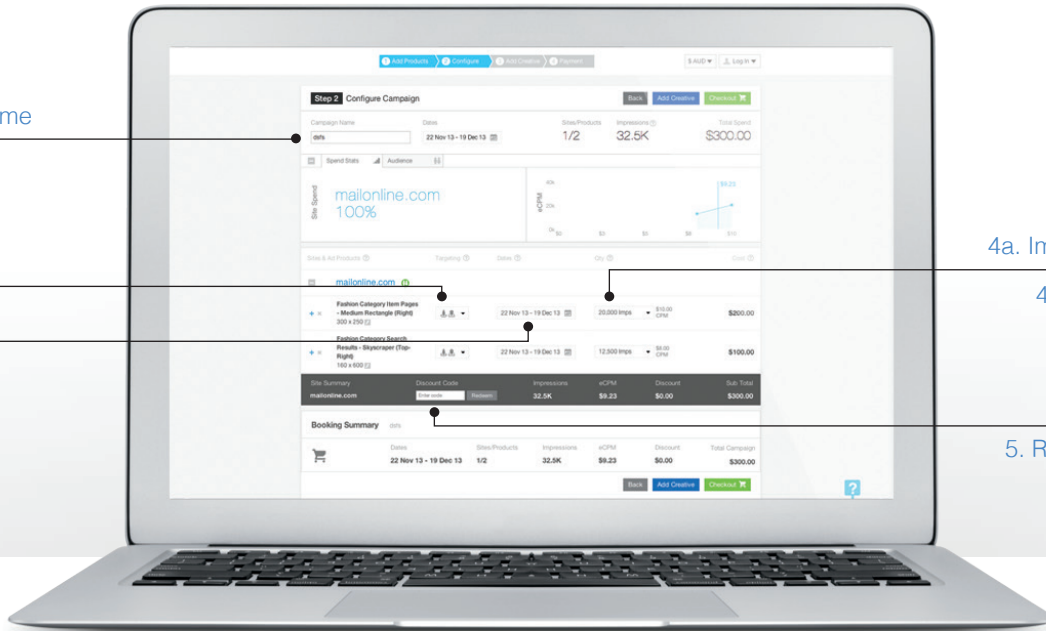 1 Add Products 2 Configure 3 Add Creative 4 Payment
$ AUD Log in
Step 2 Configure Campaign
Back Add Creative Checkout
me
Campaign Name Dates Sites/Products Impressions Total Spend
dsfs 22 Nov 13 - 19 Dec 13 1/2 32.5K $300.00
Spend Stats Audience
Site Spend
mailonline.com
100%
eCPM
40k
20k
0k
$9.23
$10
Sites & Ad Products Targeting Dates Qty Cost
4a. Im
mailonline.com
4
Fashion Category Item Pages
- Medium Rectangle (Right)
300 x 250
22 Nov 13 - 19 Dec 13 20,000 Imps $10.00 CPM $200.00
Fashion Category Search
Results - Skyscraper (Top-
Right)
160 x 600
22 Nov 13 - 19 Dec 13 12,500 Imps $8.00 CPM $100.00
Site Summary Discount Code Impressions eCPM Discount Sub Total
mailonline.com Enter code Redeem 32.5K $9.23 $0.00 $300.00
5. R
Booking Summary dsfs
Dates Sites/Products Impressions eCPM Discount Total Campaign
22 Nov 13 - 19 Dec 13 1/2 32.5K $9.23 $0.00 $300.00
Back Add Creative Checkout
?